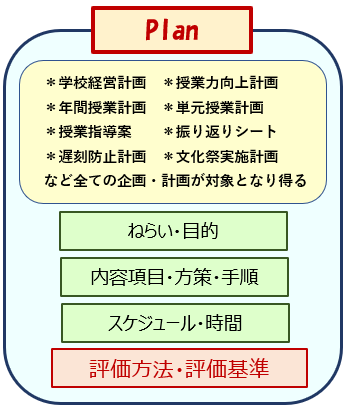 Plan
＊学校経営計画　＊授業力向上計画
＊年間授業計画　＊単元授業計画
＊授業指導案　＊振り返りシート
＊遅刻防止計画　＊文化祭実施計画
など全ての企画・計画が対象となり得る
ねらい・目的
内容項目・方策・手順
スケジュール・時間
評価方法・評価基準